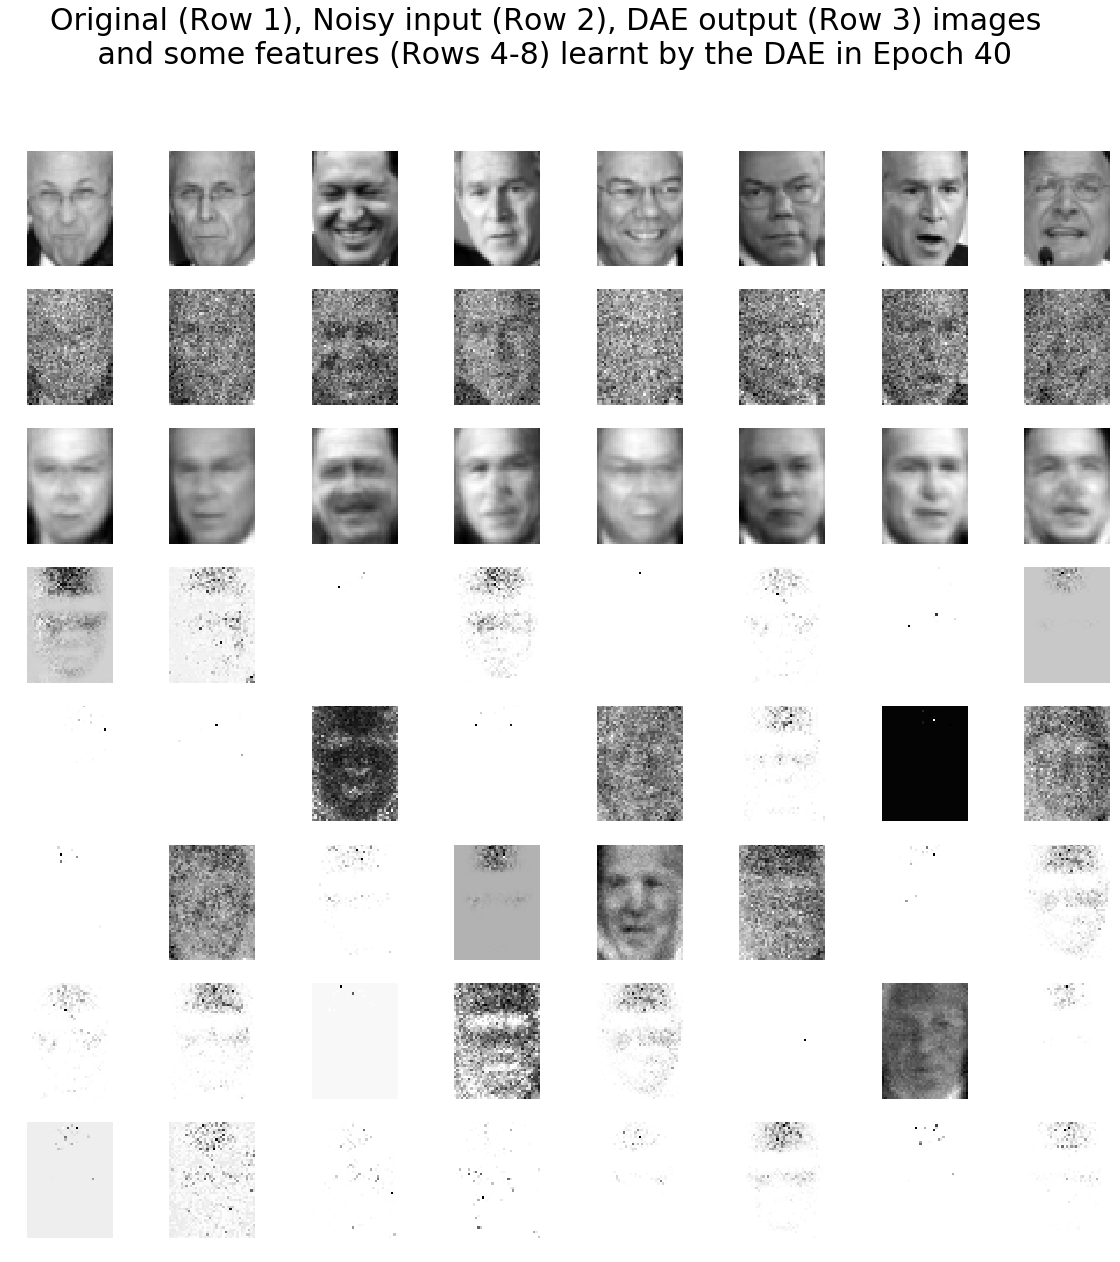 Original (Row 1), Noisy input (Row 2), DAE output (Row 3) images
and some features (Rows 4-8) learnt by the DAE in Epoch 40